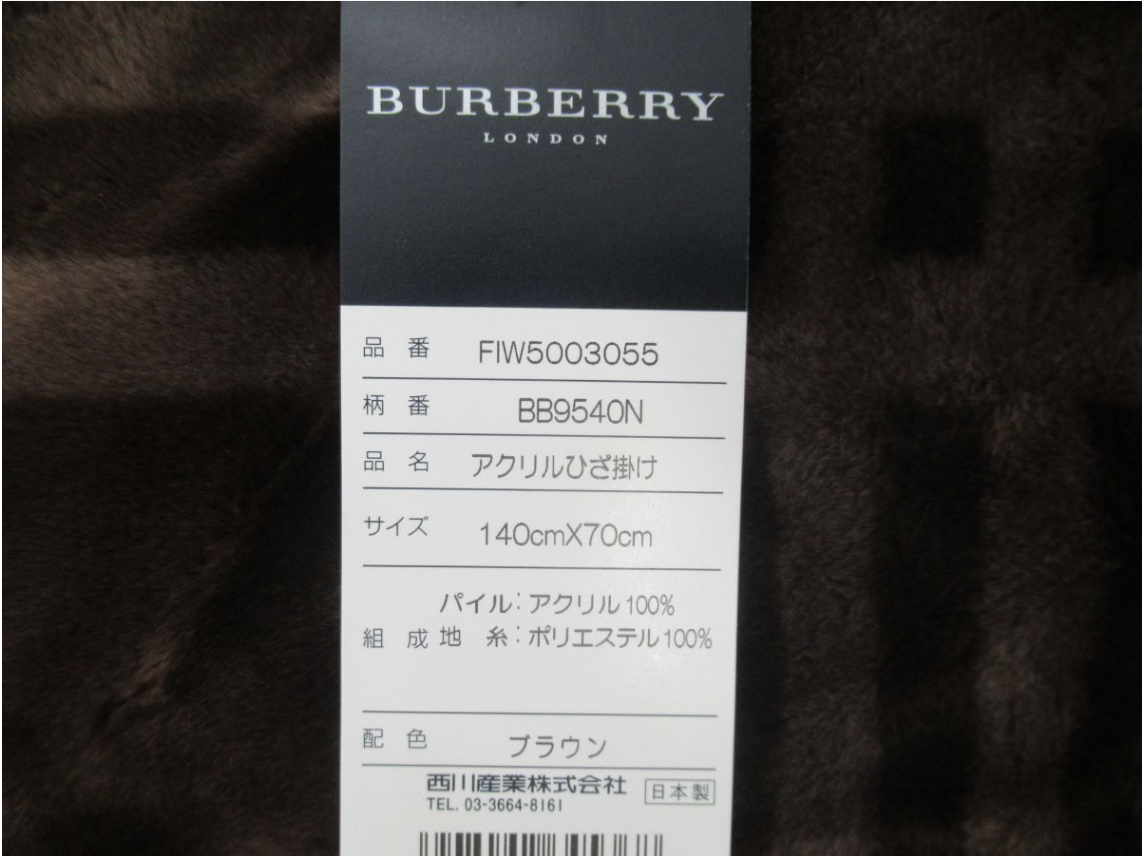 BURBERRY
LONDON
品 番 FIW5003055
柄 番 BB9540N
品 名 アクリルひざ掛け
サイズ 140cmX70cm
パイル:アクリル100%
組 成 地 糸:ポリエステル100%
配 色 ブラウン
西川産業株式会社 日本製
TEL. 03-3664-8161